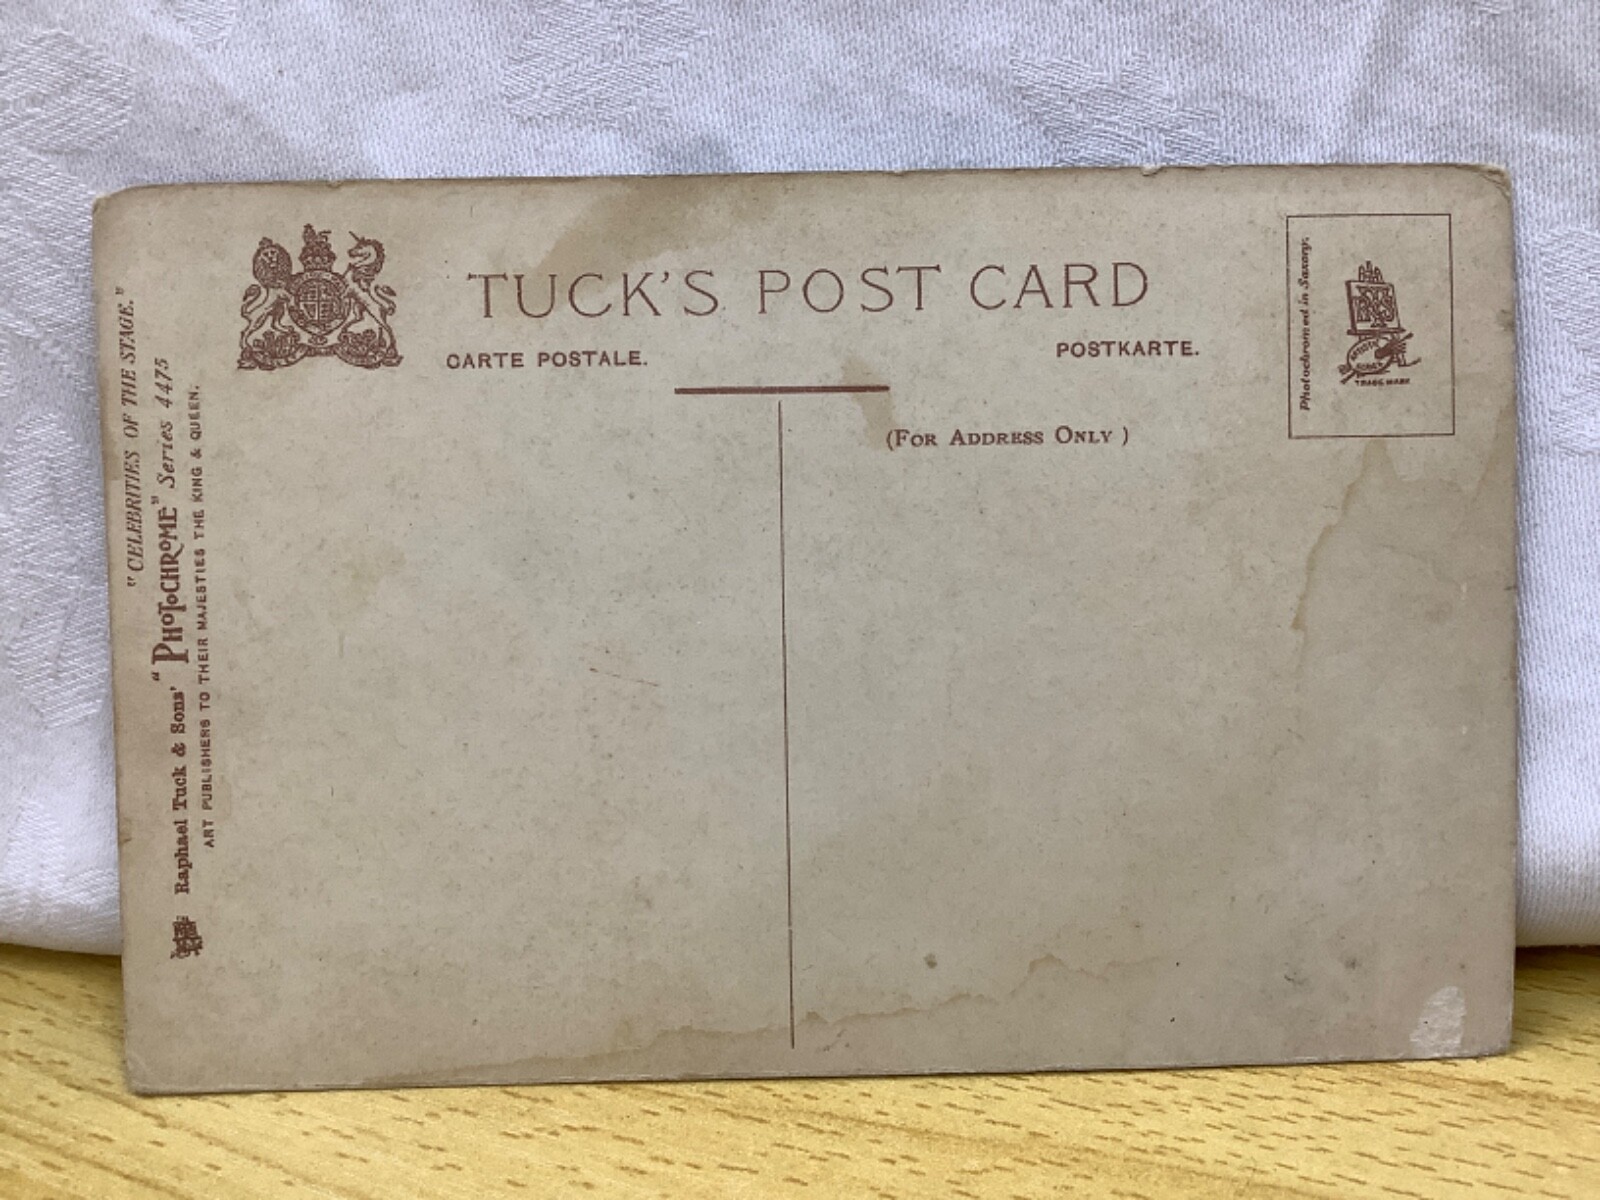 TUCK'S POST CARD
CARTE POSTALE.
POSTKARTE.
(FOR ADDRESS ONLY )
"CELEBRITIES OF THE STAGE."
Raphael Tuck & Sons' "PHOTOCHROME" Series 4475
ART PUBLISHERS TO THEIR MAJESTIES THE KING & QUEEN.
Photochromed in Saxony.
TRADE MARK